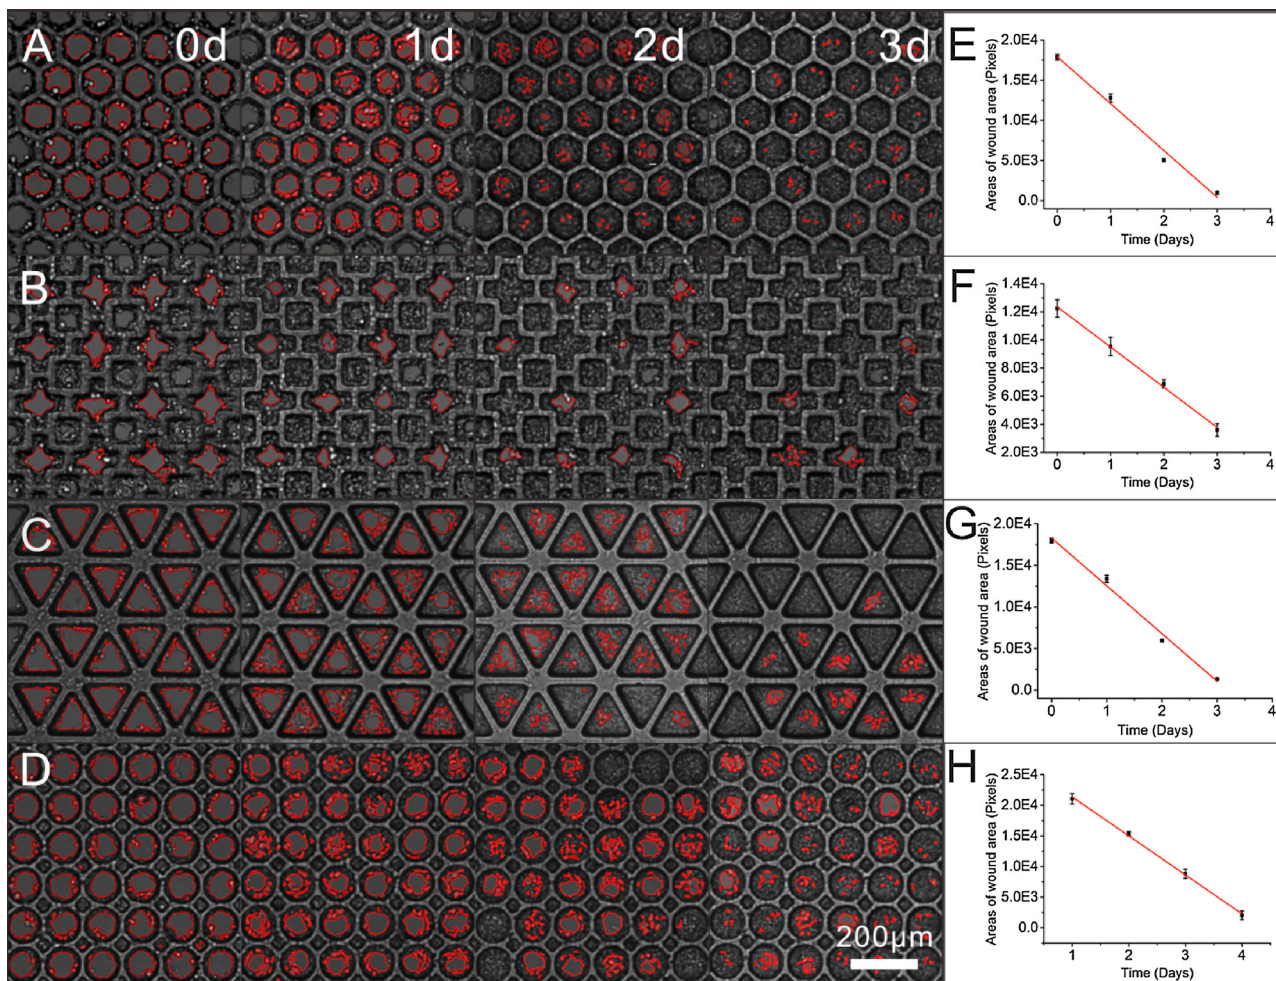 A 0d 1d 2d 3d
B
C
D
200μm
E
Areas of wound area (Pixels)
2.0E4
1.5E4
1.0E4
5.0E3
0.0
0 1 2 3 4
Time (Days)
F
Areas of wound area (Pixels)
1.4E4
1.2E4
1.0E4
8.0E3
6.0E3
4.0E3
2.0E3
0 1 2 3 4
Time (Days)
G
Areas of wound area (Pixels)
2.0E4
1.5E4
1.0E4
5.0E3
0.0
0 1 2 3 4
Time (Days)
H
Areas of wound area (Pixels)
2.5E4
2.0E4
1.5E4
1.0E4
5.0E3
0.0
1 2 3 4
Time (Days)